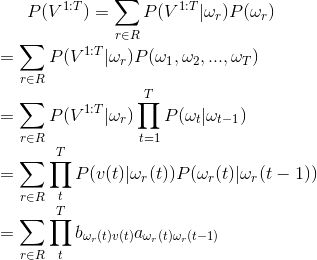 P(V^{1:T}) = \sum_{r \in R} P(V^{1:T}|\omega_r)P(\omega_r)
= \sum_{r \in R} P(V^{1:T}|\omega_r)P(\omega_1, \omega_2, ..., \omega_T)
= \sum_{r \in R} P(V^{1:T}|\omega_r) \prod_{t=1}^{T} P(\omega_t|\omega_{t-1})
= \sum_{r \in R} \prod_{t}^{T} P(v(t)|\omega_r(t))P(\omega_r(t)|\omega_r(t-1))
= \sum_{r \in R} \prod_{t}^{T} b_{\omega_r(t)v(t)} a_{\omega_r(t)\omega_r(t-1)}